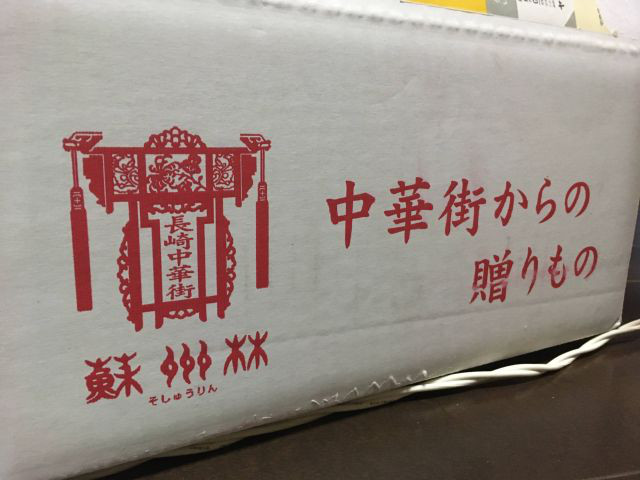 長崎中華街
蘇州林
そしゅうりん
中華街からの
贈りもの